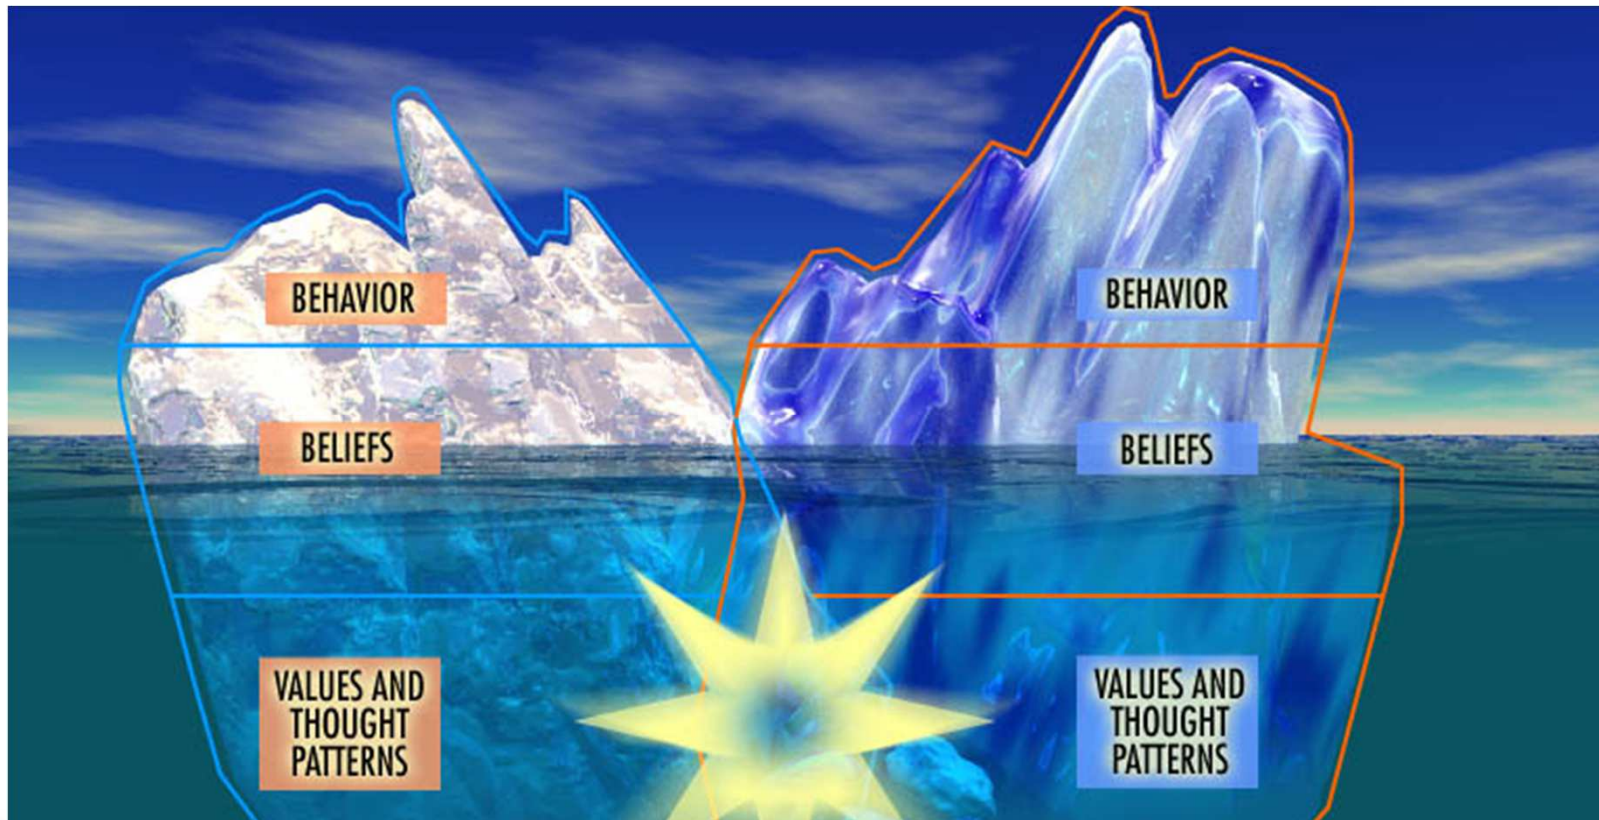 BEHAVIOR
BEHAVIOR
BELIEFS
BELIEFS
VALUES AND
THOUGHT
PATTERNS
VALUES AND
THOUGHT
PATTERNS